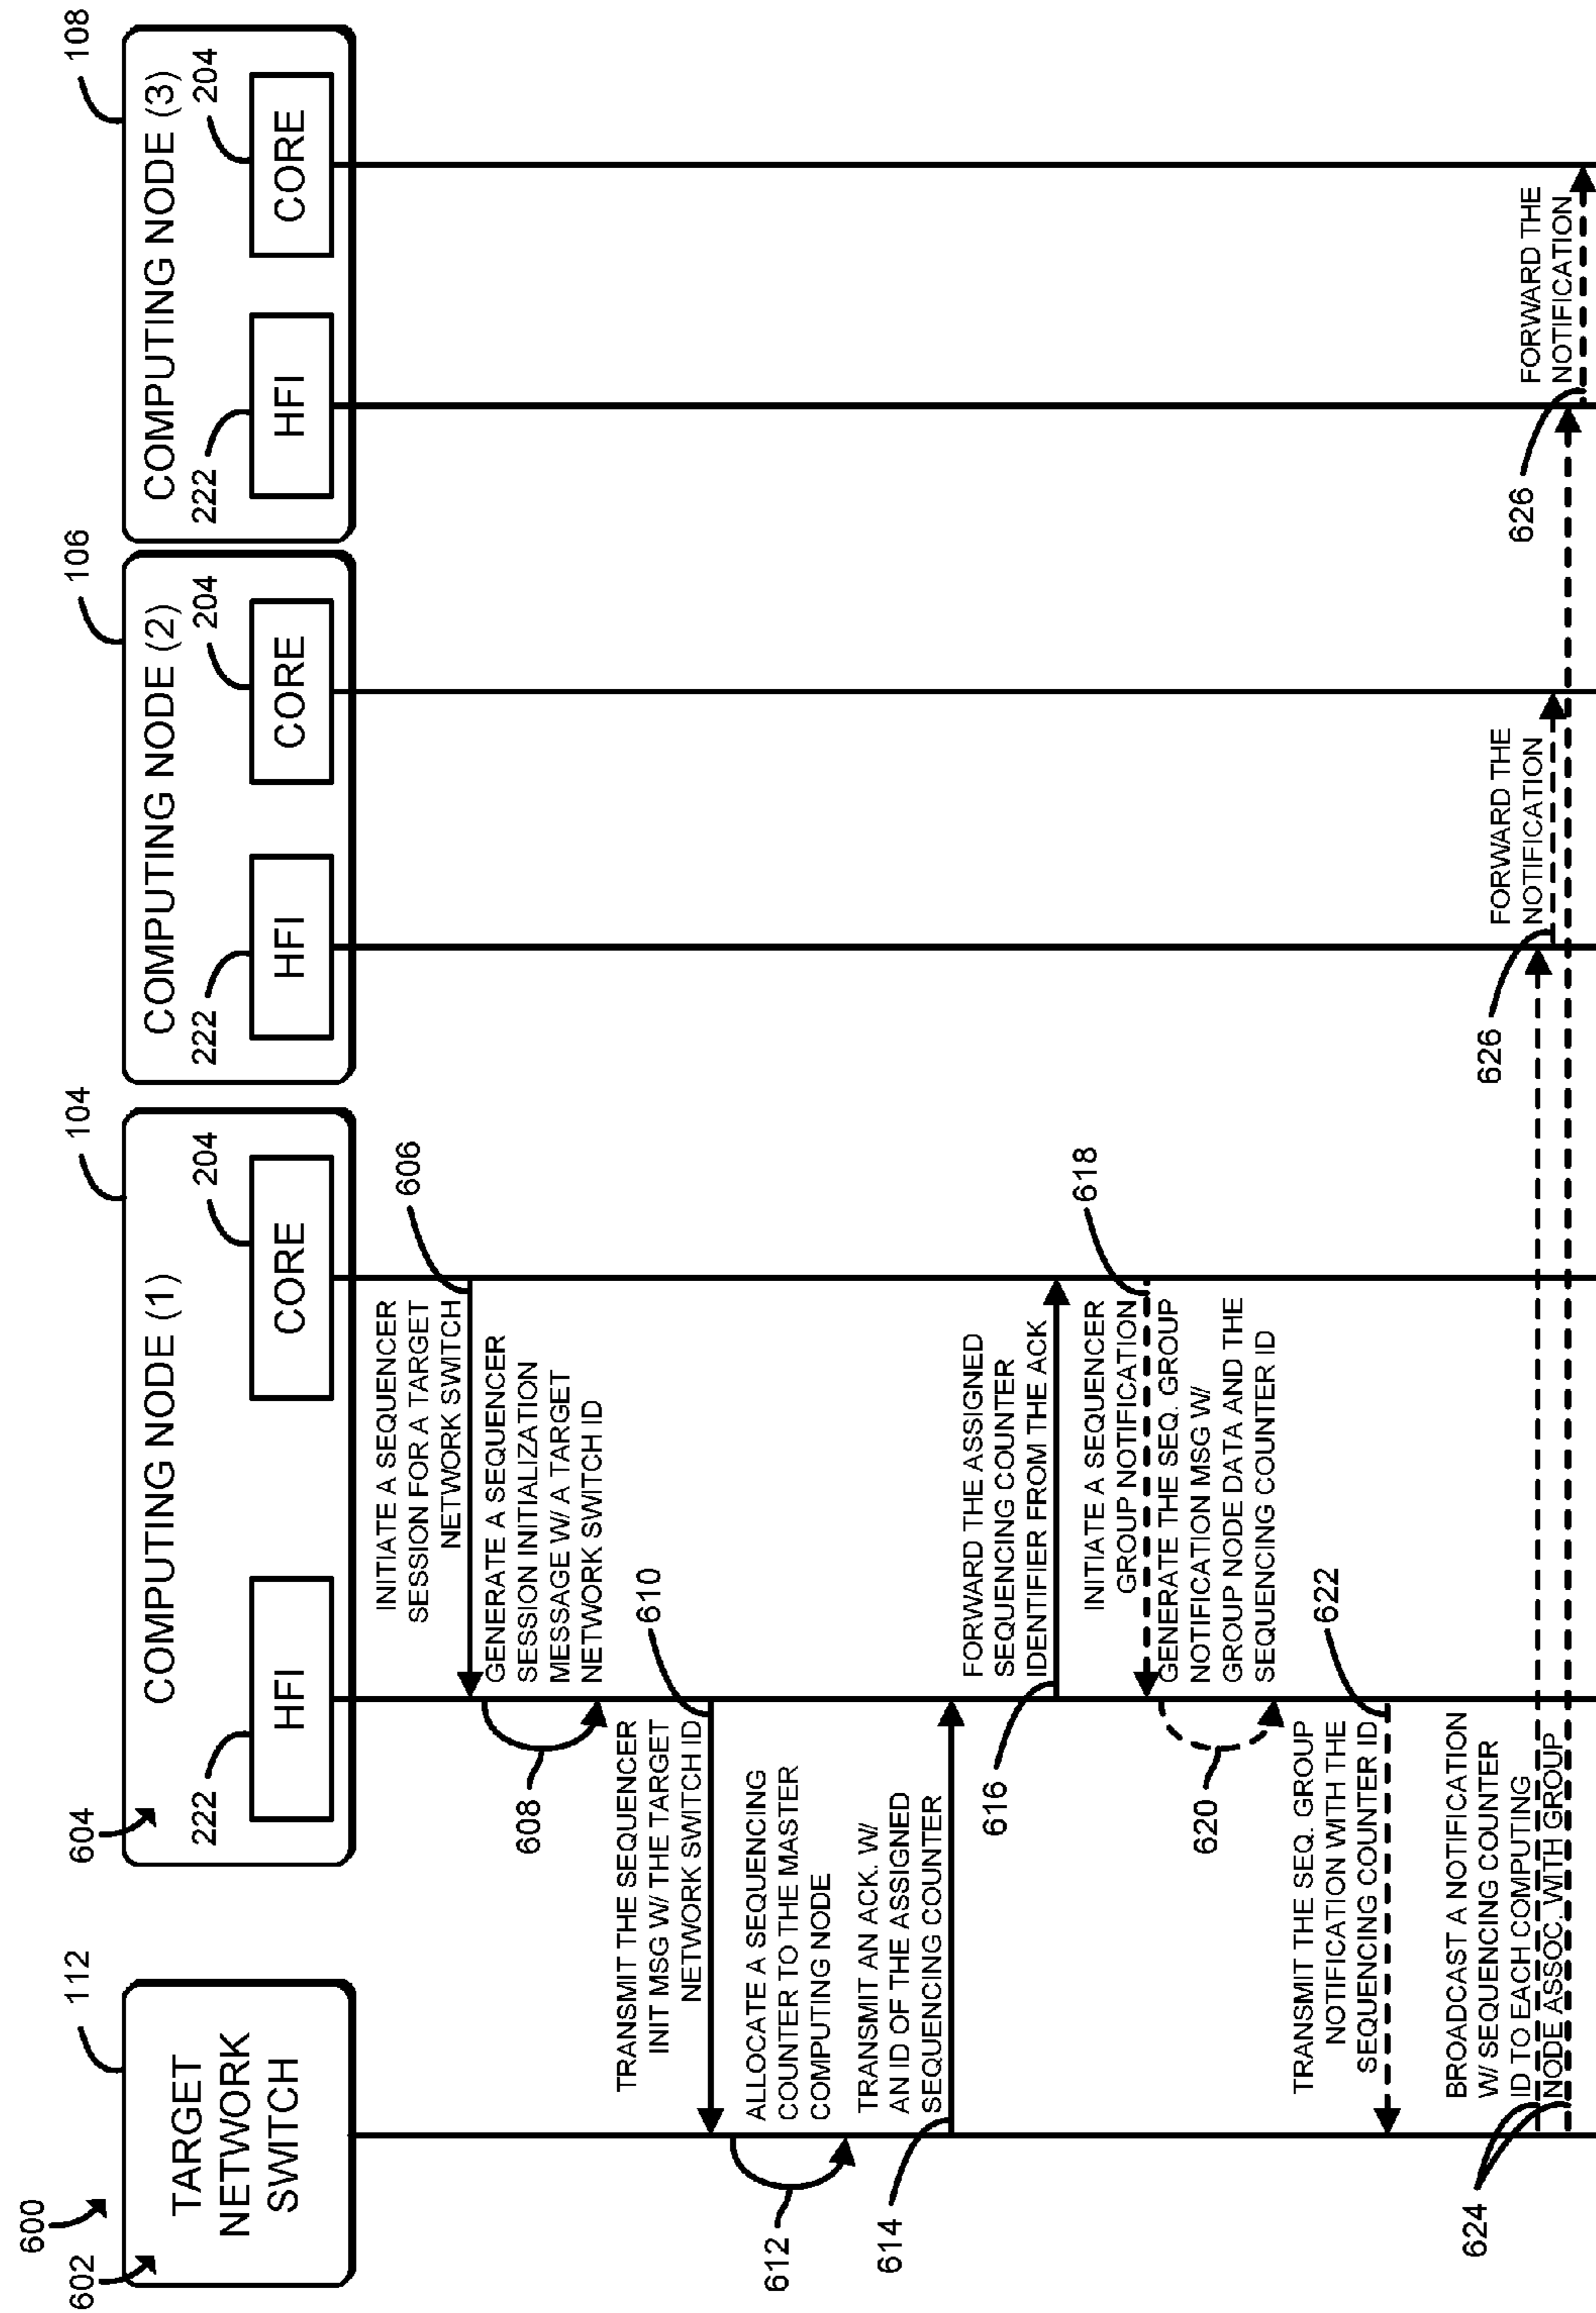 600
602
112
TARGET
NETWORK
SWITCH
604
104
COMPUTING NODE (1)
222
HFI
204
CORE
106
COMPUTING NODE (2)
222
HFI
204
CORE
108
COMPUTING NODE (3)
222
HFI
204
CORE
INITIATE A SEQUENCER
SESSION FOR A TARGET
NETWORK SWITCH
606
GENERATE A SEQUENCER
SESSION INITIALIZATION
MESSAGE W/ A TARGET
NETWORK SWITCH ID
608
TRANSMIT THE SEQUENCER
INIT MSG W/ THE TARGET
NETWORK SWITCH ID
610
ALLOCATE A SEQUENCING
COUNTER TO THE MASTER
COMPUTING NODE
612
TRANSMIT AN ACK. W/
AN ID OF THE ASSIGNED
SEQUENCING COUNTER
614
FORWARD THE ASSIGNED
SEQUENCING COUNTER
IDENTIFIER FROM THE ACK
616
INITIATE A SEQUENCER
GROUP NOTIFICATION
618
GENERATE THE SEQ. GROUP
NOTIFICATION MSG W/
GROUP NODE DATA AND THE
SEQUENCING COUNTER ID
620
TRANSMIT THE SEQ. GROUP
NOTIFICATION WITH THE
SEQUENCING COUNTER ID
622
BROADCAST A NOTIFICATION
W/ SEQUENCING COUNTER
ID TO EACH COMPUTING
NODE ASSOC. WITH GROUP
624
FORWARD THE
NOTIFICATION
626
FORWARD THE
NOTIFICATION
626